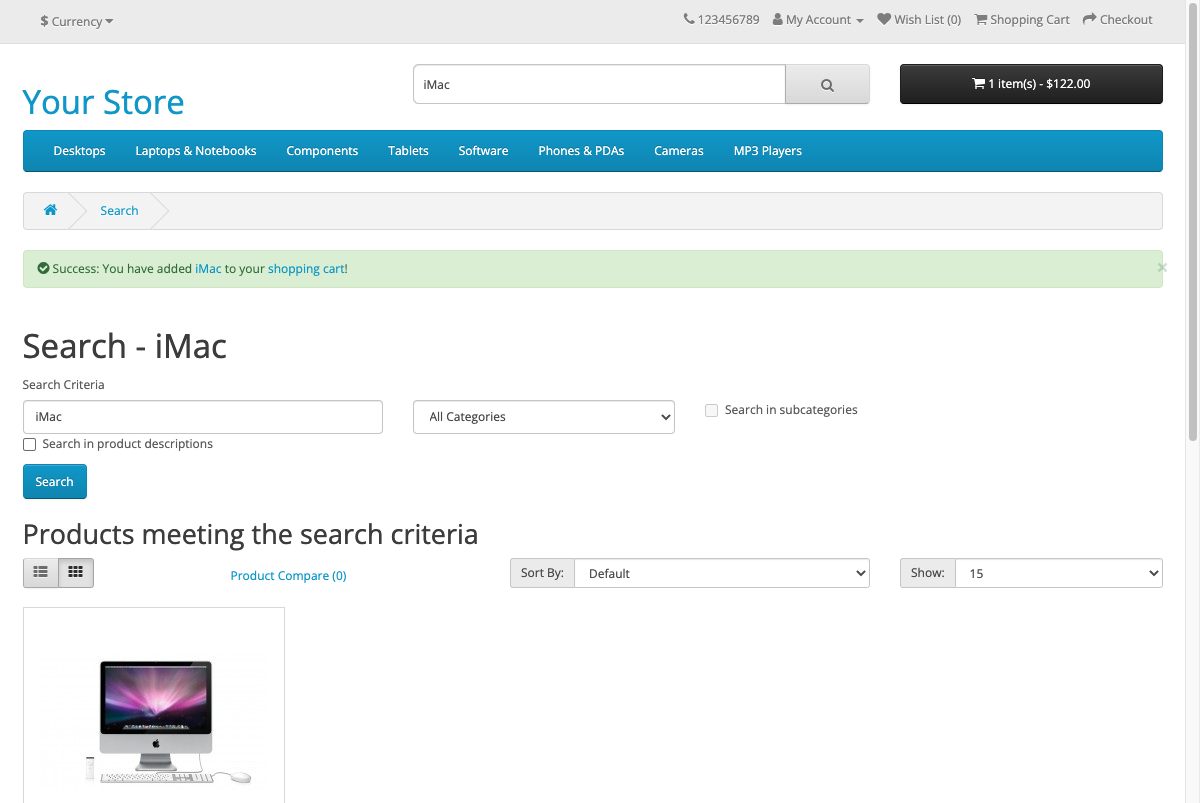 $ Currency
123456789 My Account Wish List (0) Shopping Cart Checkout
Your Store
iMac
1 item(s) - $122.00
Desktops Laptops & Notebooks Components Tablets Software Phones & PDAs Cameras MP3 Players
Search
Success: You have added iMac to your shopping cart!
×
Search - iMac
Search Criteria
iMac
All Categories
Search in subcategories
Search in product descriptions
Search
Products meeting the search criteria
Product Compare (0)
Sort By: Default
Show: 15